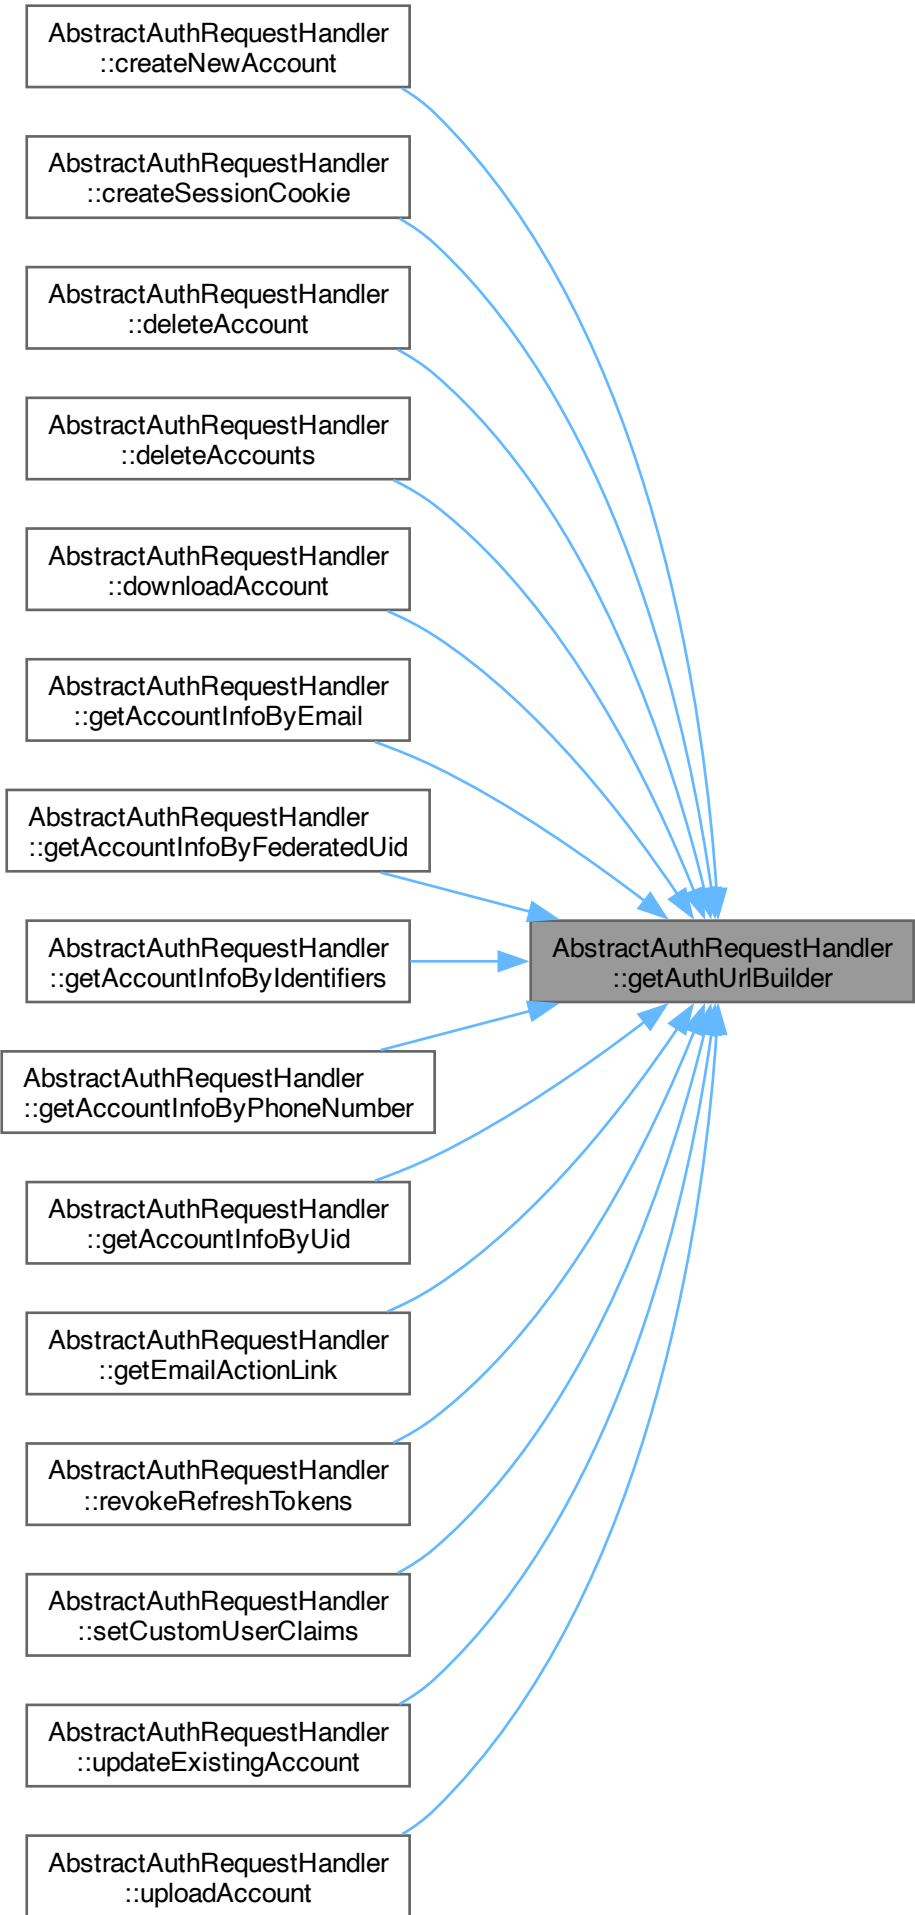 AbstractAuthRequestHandler
::createNewAccount
AbstractAuthRequestHandler
::createSessionCookie
AbstractAuthRequestHandler
::deleteAccount
AbstractAuthRequestHandler
::deleteAccounts
AbstractAuthRequestHandler
::downloadAccount
AbstractAuthRequestHandler
::getAccountInfoByEmail
AbstractAuthRequestHandler
::getAccountInfoByFederatedUid
AbstractAuthRequestHandler
::getAccountInfoByIdentifiers
AbstractAuthRequestHandler
::getAuthUrlBuilder
AbstractAuthRequestHandler
::getAccountInfoByPhoneNumber
AbstractAuthRequestHandler
::getAccountInfoByUid
AbstractAuthRequestHandler
::getEmailActionLink
AbstractAuthRequestHandler
::revokeRefreshTokens
AbstractAuthRequestHandler
::setCustomUserClaims
AbstractAuthRequestHandler
::updateExistingAccount
AbstractAuthRequestHandler
::uploadAccount